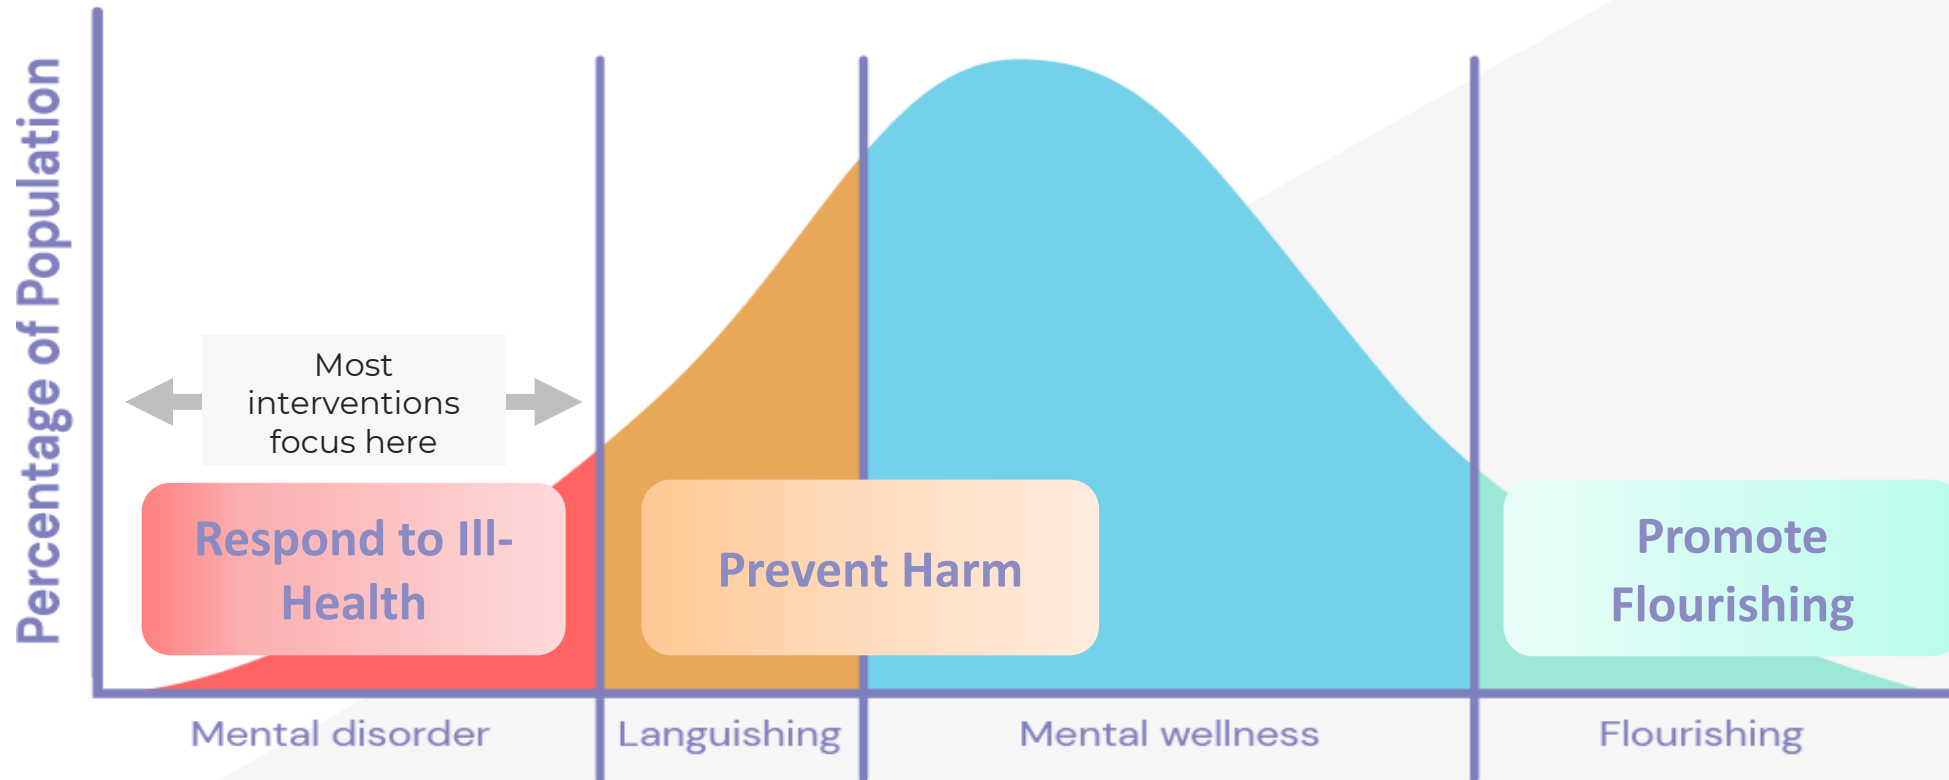 Percentage of Population
Most
interventions
focus here
Respond to Ill-
Health
Prevent Harm
Promote
Flourishing
Mental disorder
Languishing
Mental wellness
Flourishing